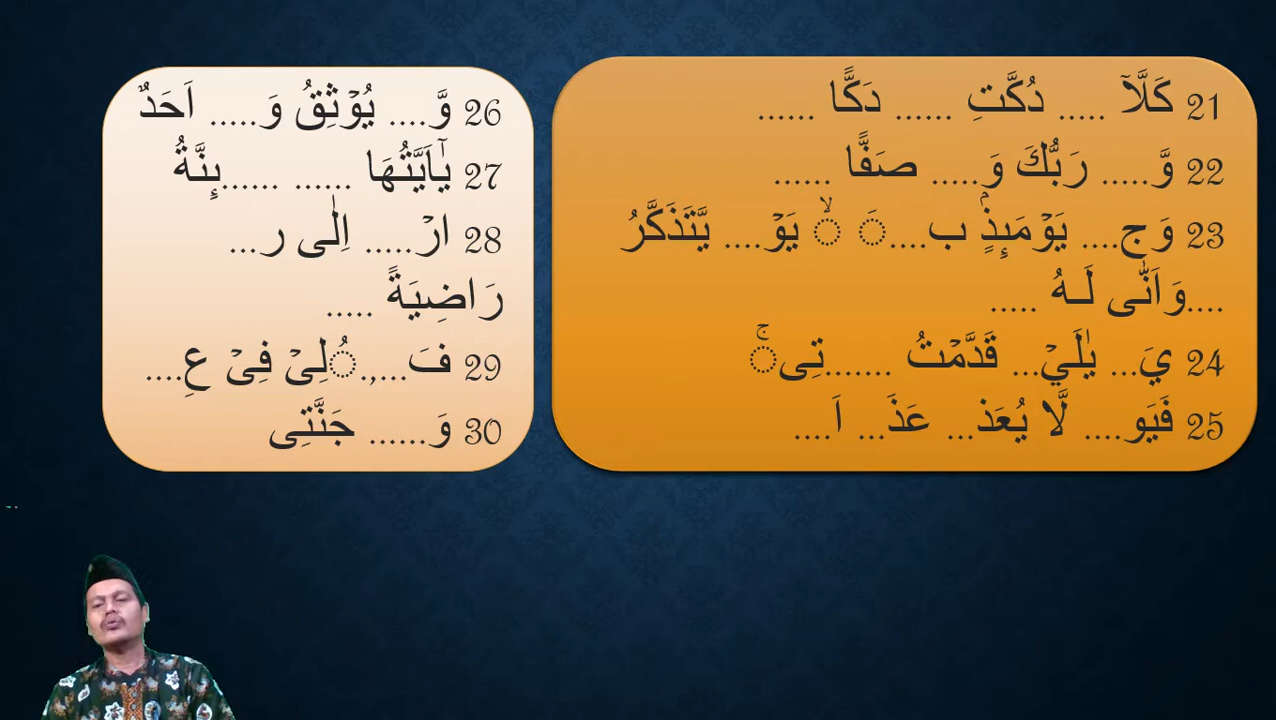 21 كَلَّآ ..... دُكَّتِ ...... دَكًّا ......
22 وَّ..... رَبُّكَ وَ..... صَفًّا ......
23 وَج.... يَوْمَىِٕذٍۢ ب....َ ۙ يَوْ.... يَّتَذَكَّرُ
....وَاَنّٰى لَـهُ .....
24 يَ... يٰلَيْ... قَدَّمْتُ .......تِىۚ
25 فَيَو.... لَّا يُعَذ... عَذَ... اَ....
26 وَّ.... يُوْثِقُ وَ..... اَحَدٌ
27 يٰٓاَيَّتُهَا ...... ......ىِٕنَّةُ
28 ارْ..... اِلٰى ر...
رَاضِيَةً .....
29 فَ...,.ُلِىْ فِىْ عِ....
30 وَ...... جَنَّتِى